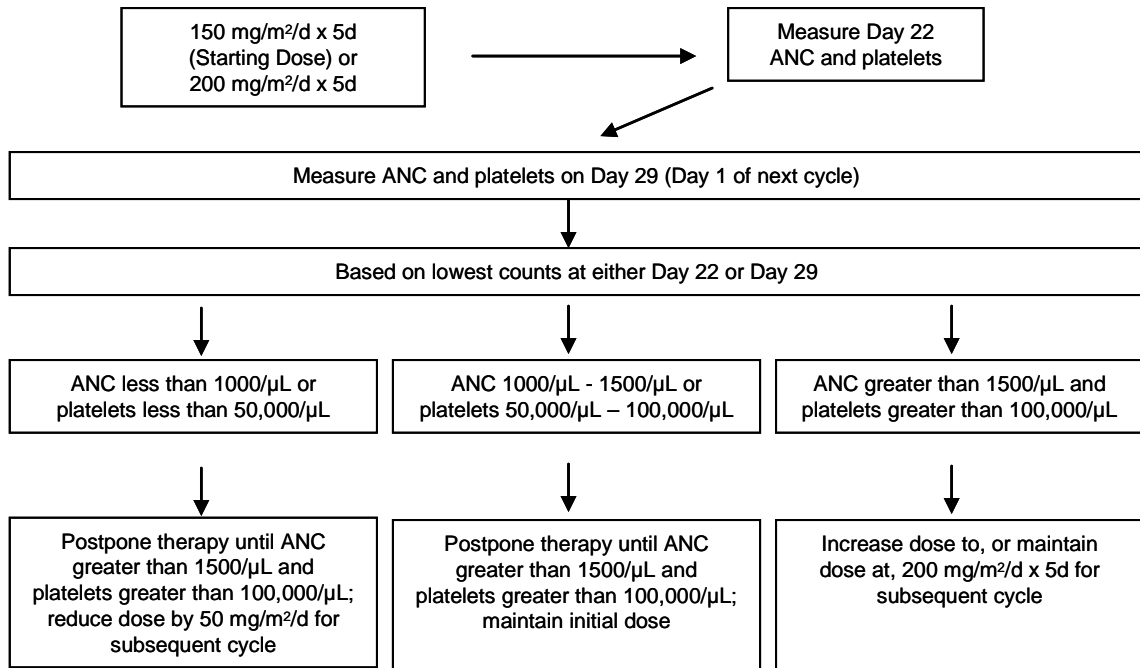 150 mg/m²/d x 5d
(Starting Dose) or
200 mg/m²/d x 5d
Measure Day 22
ANC and platelets
Measure ANC and platelets on Day 29 (Day 1 of next cycle)
Based on lowest counts at either Day 22 or Day 29
ANC less than 1000/µL or
platelets less than 50,000/µL
ANC 1000/µL - 1500/µL or
platelets 50,000/µL – 100,000/µL
ANC greater than 1500/µL and
platelets greater than 100,000/µL
Postpone therapy until ANC
greater than 1500/µL and
platelets greater than 100,000/µL;
reduce dose by 50 mg/m²/d for
subsequent cycle
Postpone therapy until ANC
greater than 1500/µL and
platelets greater than 100,000/µL;
maintain initial dose
Increase dose to, or maintain
dose at, 200 mg/m²/d x 5d for
subsequent cycle